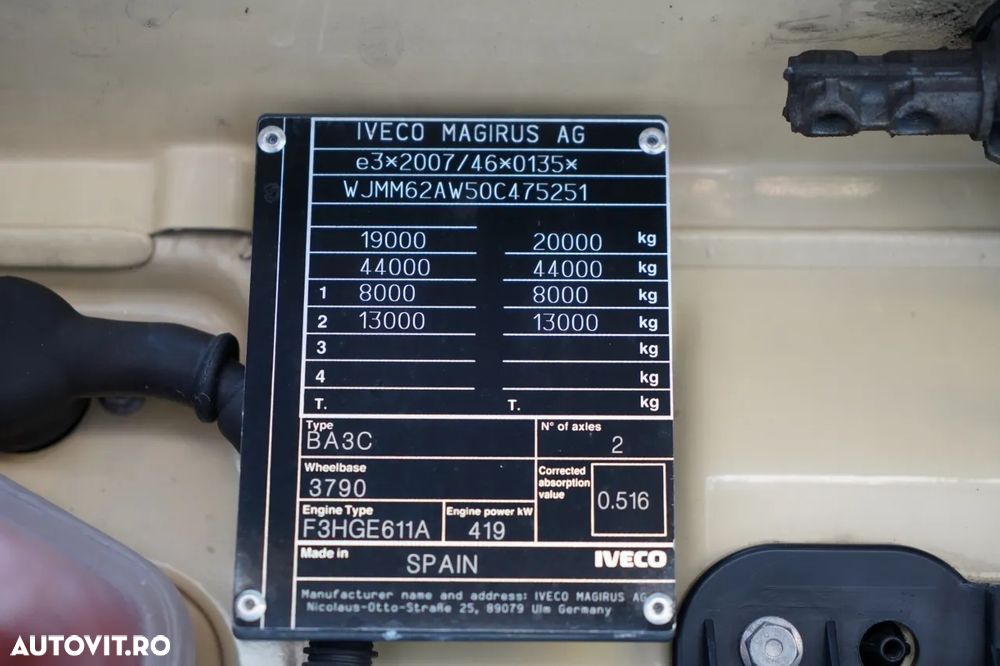 IVECO MAGIRUS AG
e3*2007/46*0135*
WJMM62AW50C475251
19000 20000 kg
44000 44000 kg
1 8000 8000 kg
2 13000 13000 kg
3 kg
4 kg
T. T. kg
Type N° of axles
BA3C 2
Wheelbase Corrected absorption value
3790 0.516
Engine Type Engine power kW
F3HGE611A 419
Made in SPAIN IVECO
Manufacturer name and address: IVECO MAGIRUS AG
Nicolaus-Otto-Straße 25, 89079 Ulm Germany
AUTOVIT.RO